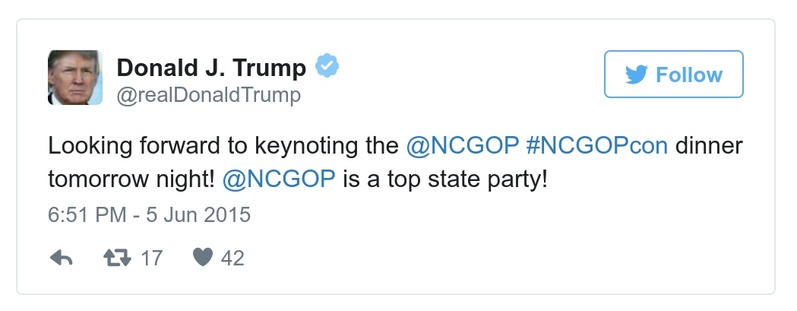 Donald J. Trump
@realDonaldTrump
Follow
Looking forward to keynoting the @NCGOP #NCGOPcon dinner
tomorrow night! @NCGOP is a top state party!
6:51 PM - 5 Jun 2015
17 42